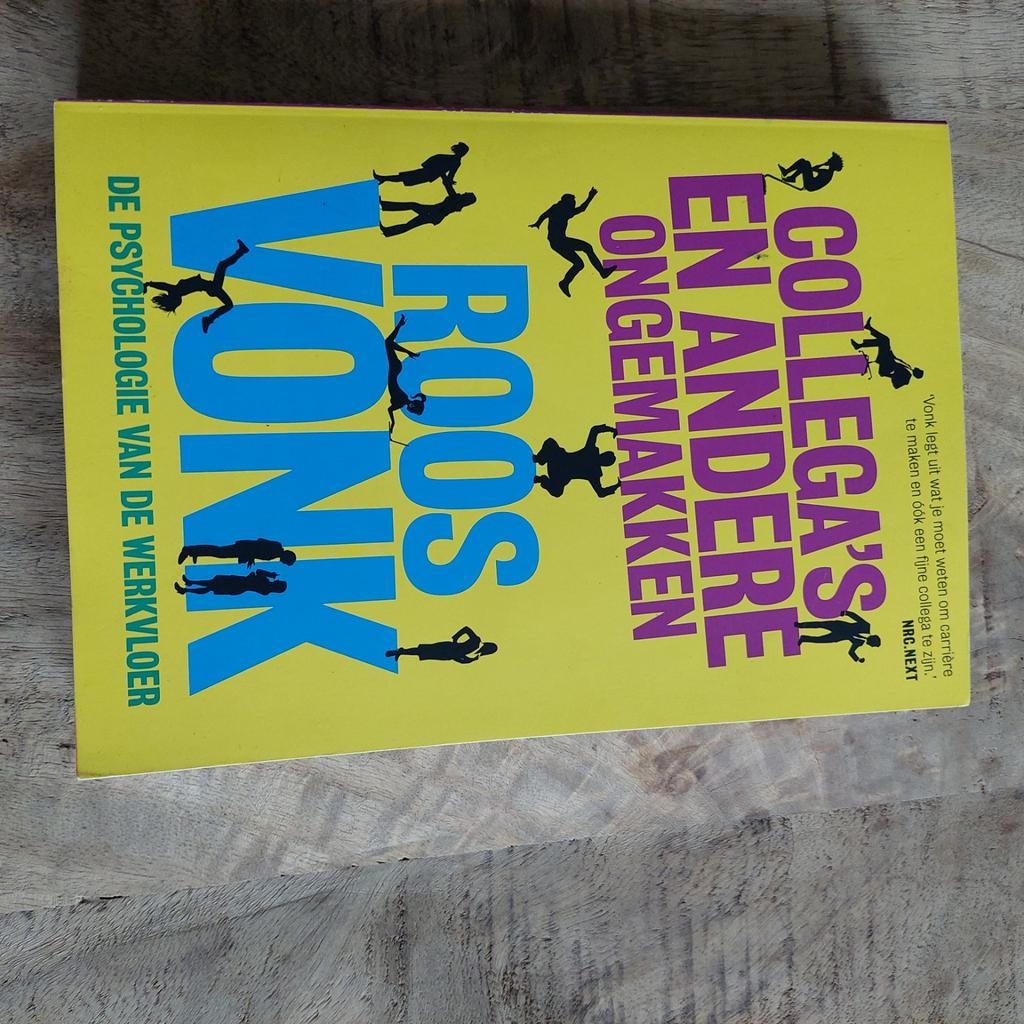 'Vonk legt uit wat je moet weten om carrière
te maken en óók een fijne collega te zijn.'
NRC.NEXT
COLLEGA'S
EN ANDERE
ONGEMAKKEN
ROOS
VONK
DE PSYCHOLOGIE VAN DE WERKVLOER